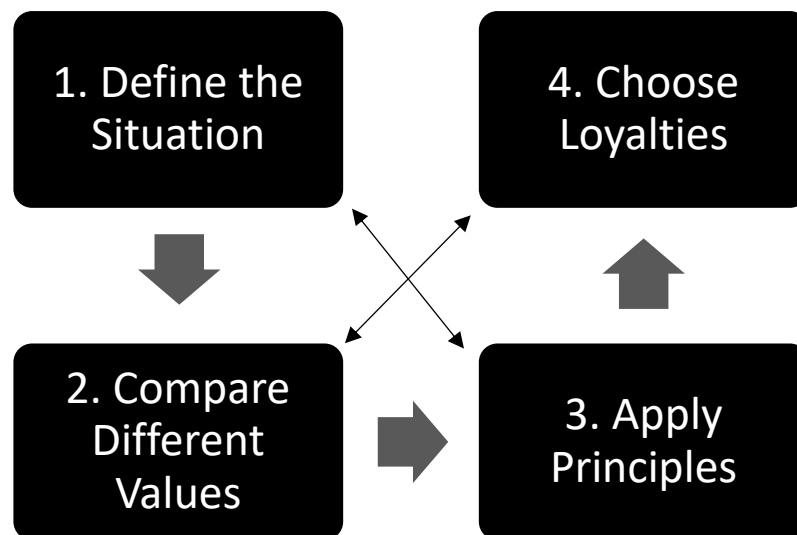 1. Define the
Situation
2. Compare
Different
Values
3. Apply
Principles
4. Choose
Loyalties